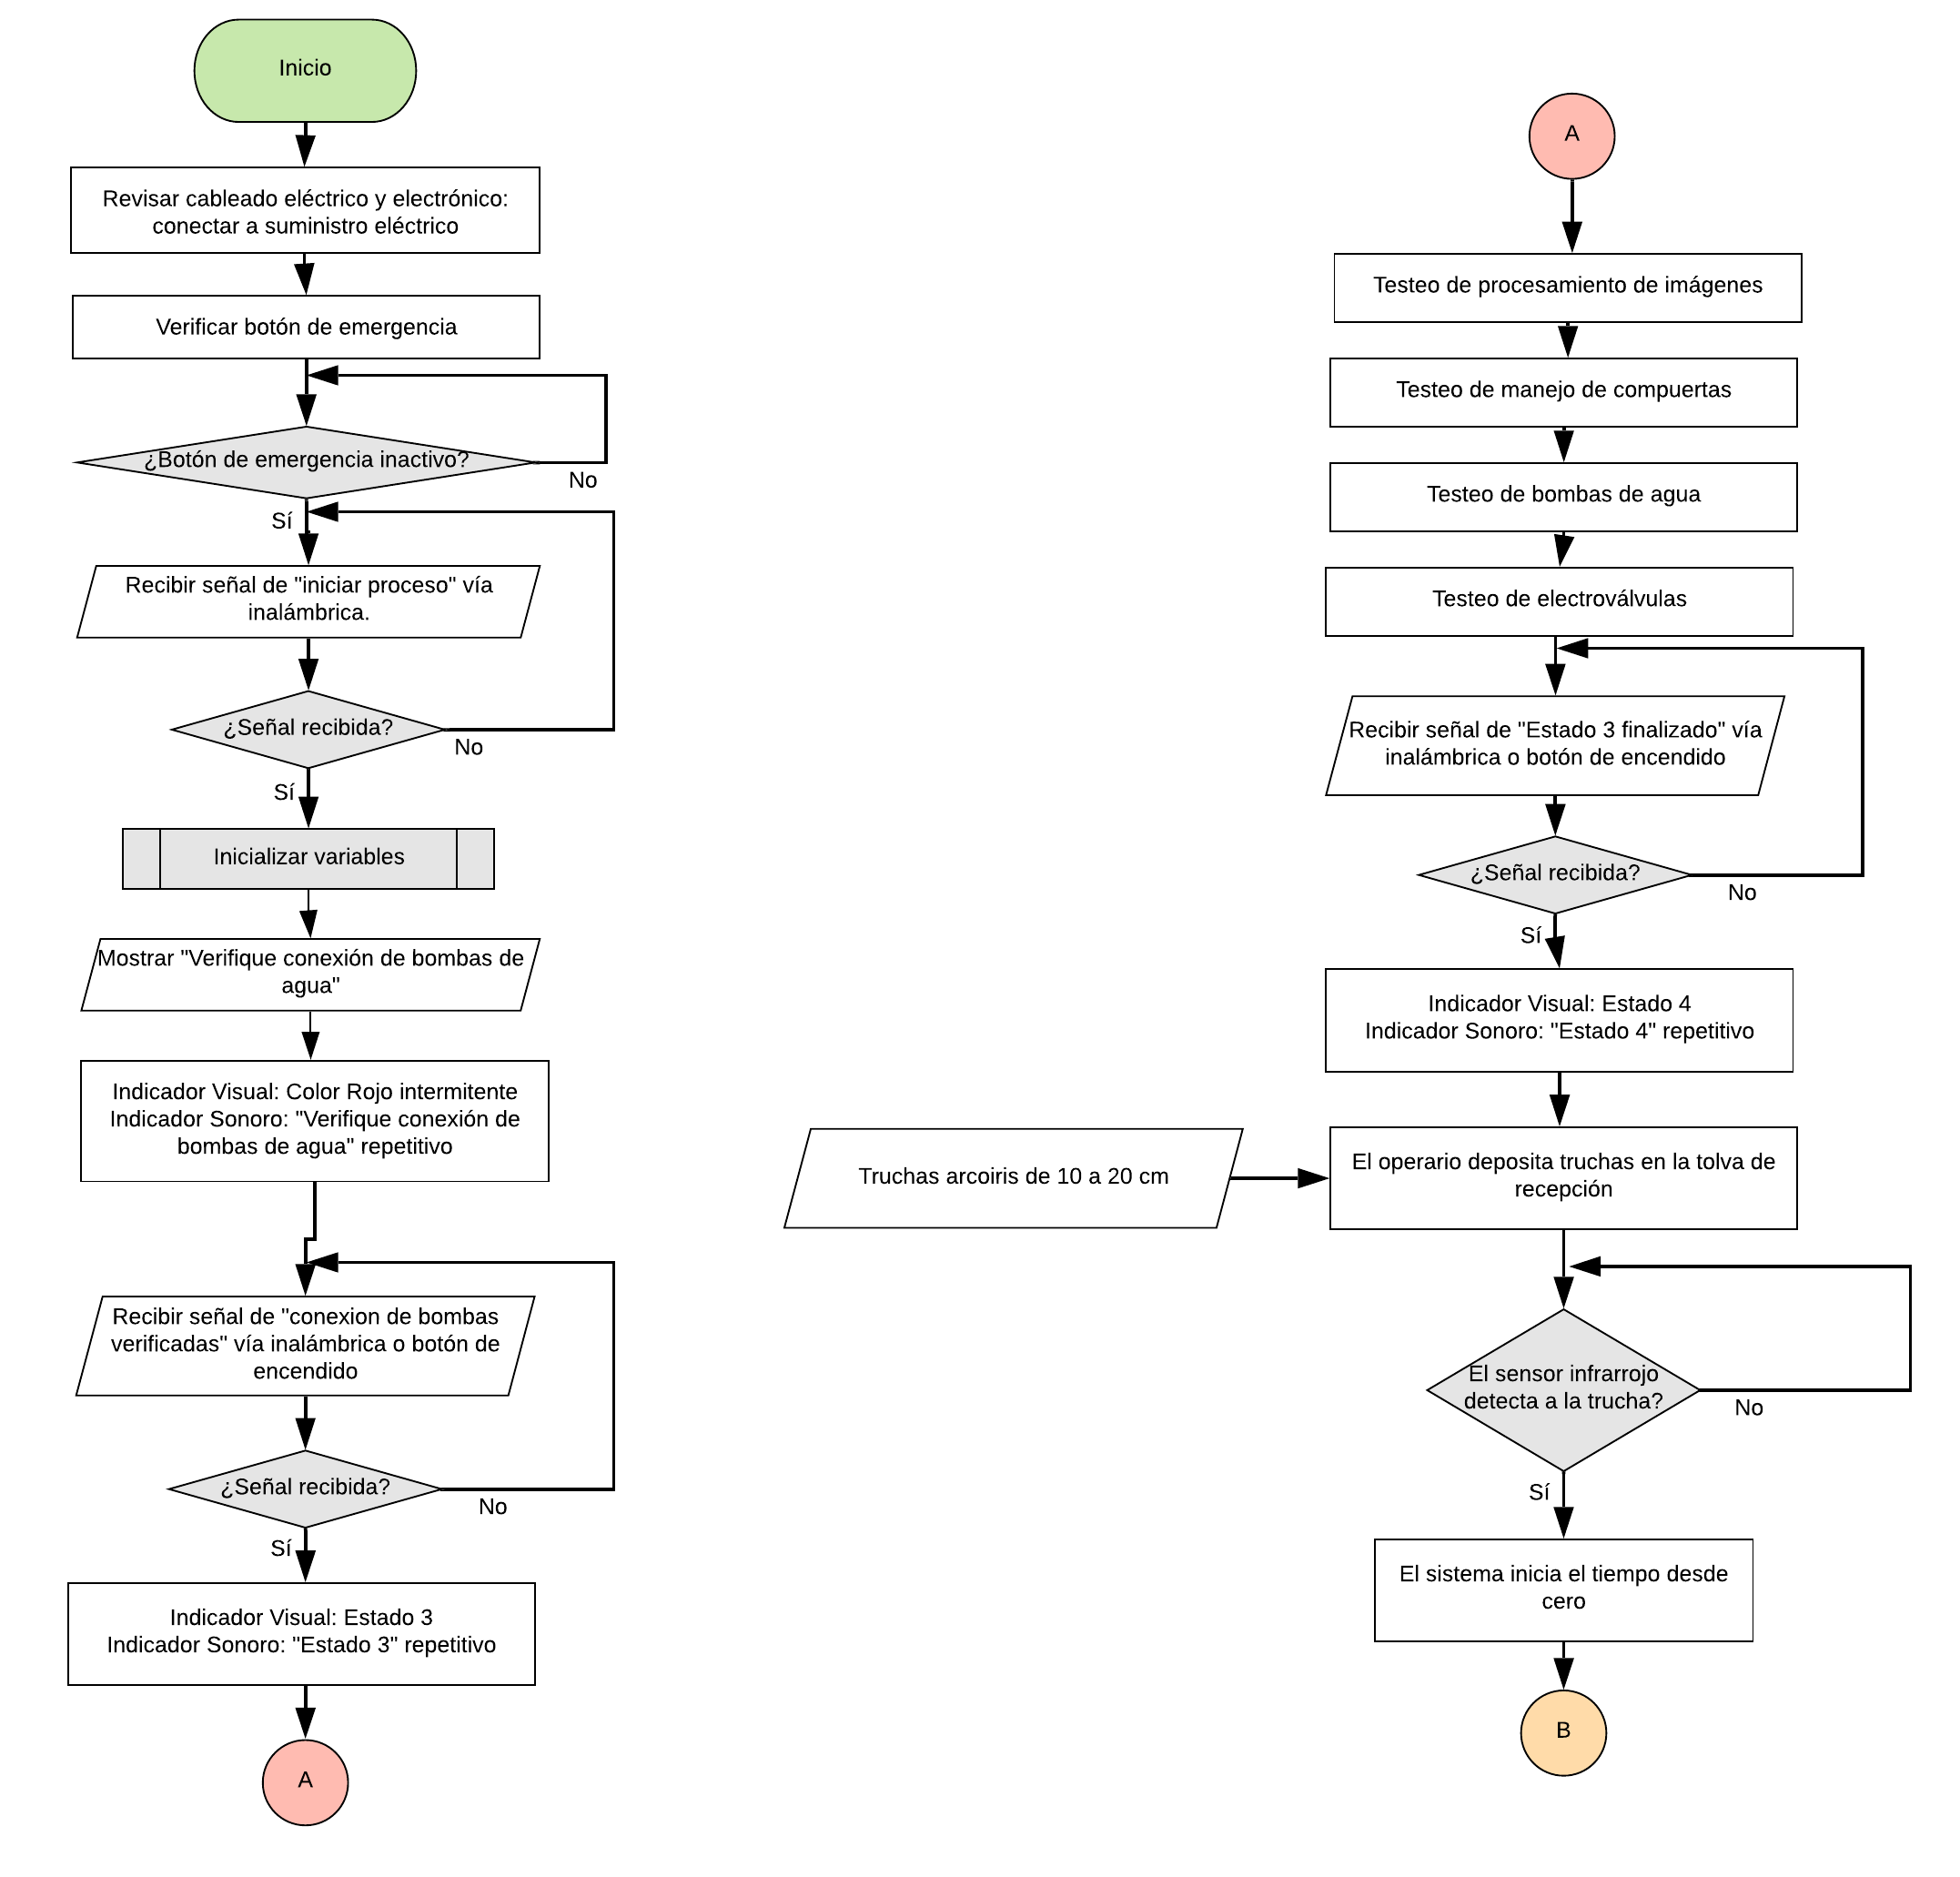 Inicio
Revisar cableado eléctrico y electrónico:
conectar a suministro eléctrico
Verificar botón de emergencia
¿Botón de emergencia inactivo?
No
Sí
Recibir señal de "iniciar proceso" vía
inalámbrica.
¿Señal recibida?
No
Sí
Inicializar variables
Mostrar "Verifique conexión de bombas de
agua"
Indicador Visual: Color Rojo intermitente
Indicador Sonoro: "Verifique conexión de
bombas de agua" repetitivo
Recibir señal de "conexion de bombas
verificadas" vía inalámbrica o botón de
encendido
¿Señal recibida?
No
Sí
Indicador Visual: Estado 3
Indicador Sonoro: "Estado 3" repetitivo
A
A
Testeo de procesamiento de imágenes
Testeo de manejo de compuertas
Testeo de bombas de agua
Testeo de electroválvulas
Recibir señal de "Estado 3 finalizado" vía
inalámbrica o botón de encendido
¿Señal recibida?
No
Sí
Indicador Visual: Estado 4
Indicador Sonoro: "Estado 4" repetitivo
Truchas arcoiris de 10 a 20 cm
El operario deposita truchas en la tolva de
recepción
El sensor infrarrojo
detecta a la trucha?
No
Sí
El sistema inicia el tiempo desde
cero
B